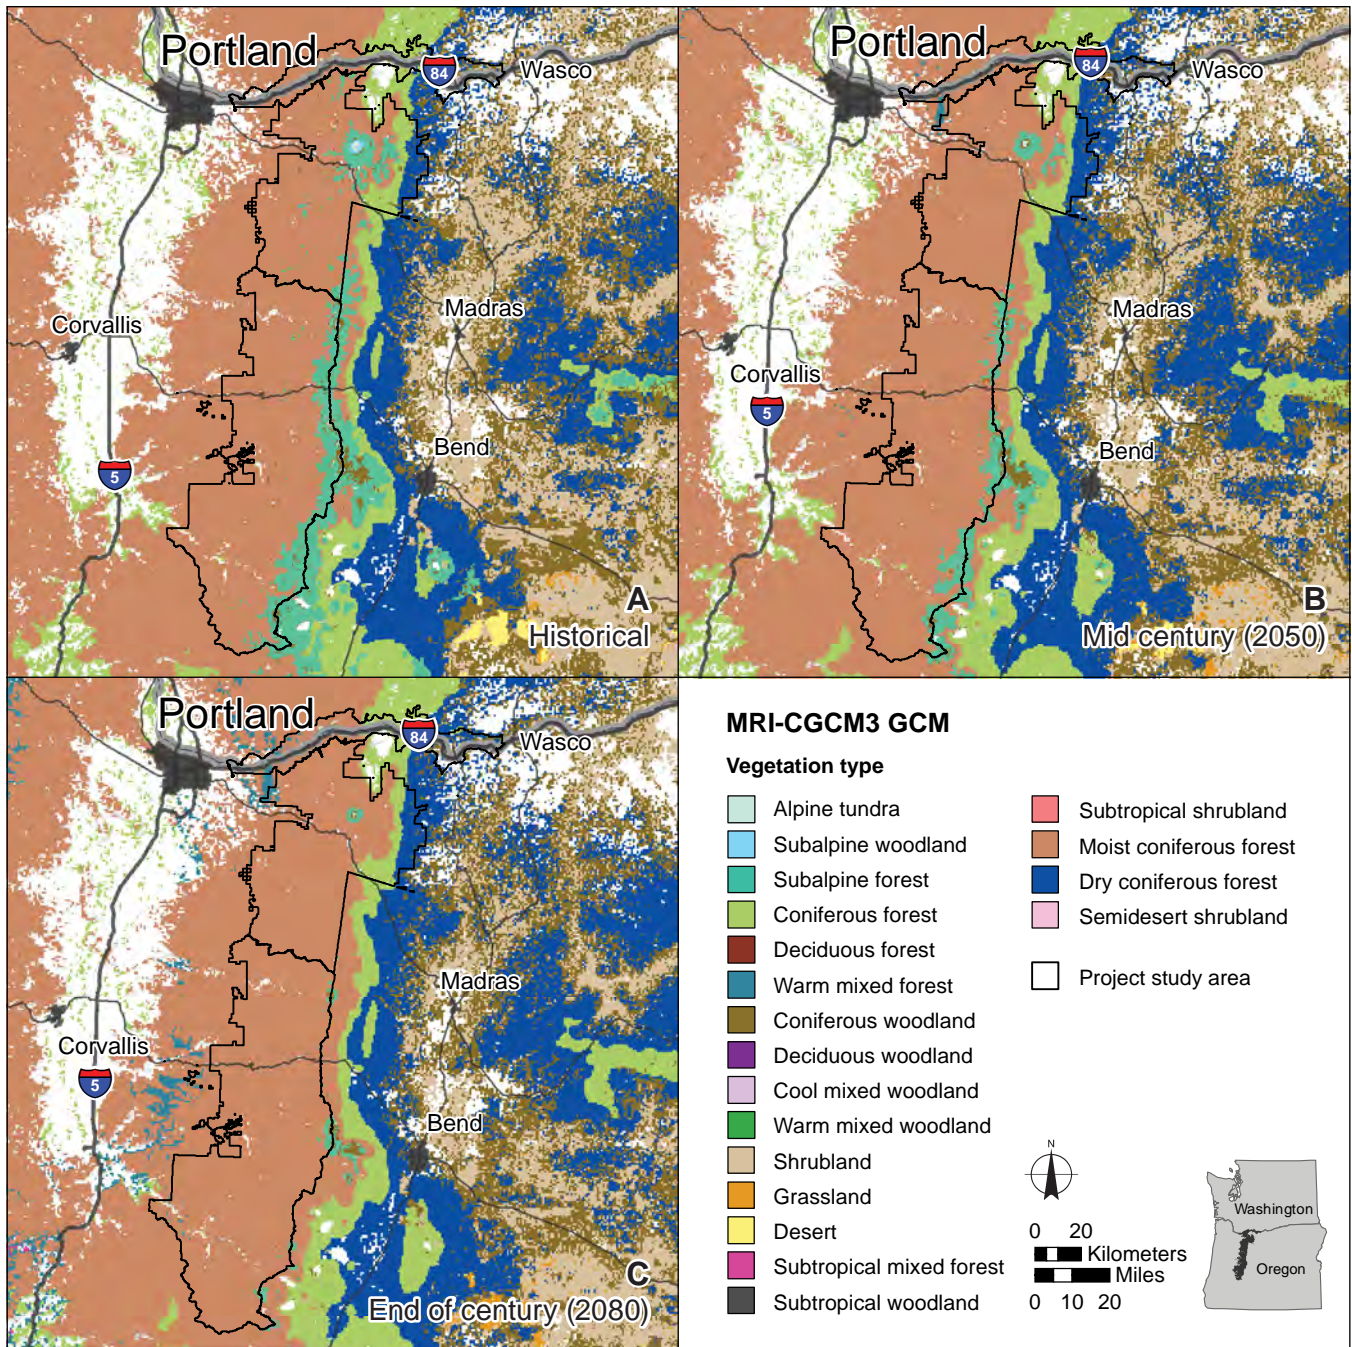 Portland
84
Wasco
Madras
Corvallis
Bend
5
A
Historical
Portland
84
Wasco
Madras
Corvallis
5
Bend
B
Mid century (2050)
Portland
84
Wasco
Madras
Corvallis
5
Bend
C
End of century (2080)
MRI-CGCM3 GCM
Vegetation type
Alpine tundra
Subalpine woodland
Subalpine forest
Coniferous forest
Deciduous forest
Warm mixed forest
Coniferous woodland
Deciduous woodland
Cool mixed woodland
Warm mixed woodland
Shrubland
Grassland
Desert
Subtropical mixed forest
Subtropical woodland
Subtropical shrubland
Moist coniferous forest
Dry coniferous forest
Semidesert shrubland
Project study area
N
0 20
Kilometers
Miles
0 10 20
Washington
Oregon